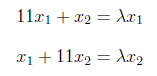 11x₁ + x₂ = λx₁
x₁ + 11x₂ = λx₂